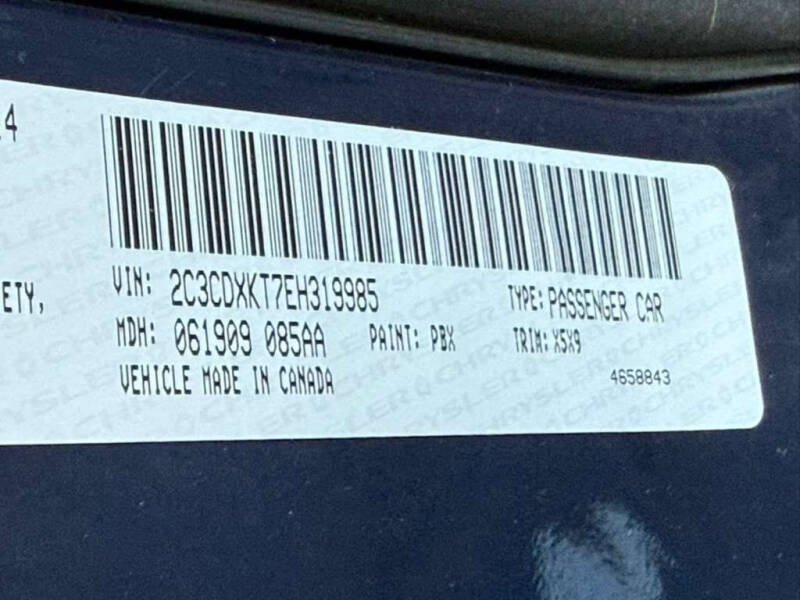 .4
ETY,
VIN: 2C3CDXKT7EH319985 TYPE: PASSENGER CAR
MDH: 061909 085AA PAINT: PBX TRIM: X5X9
VEHICLE MADE IN CANADA 4658843
CHRYSLER